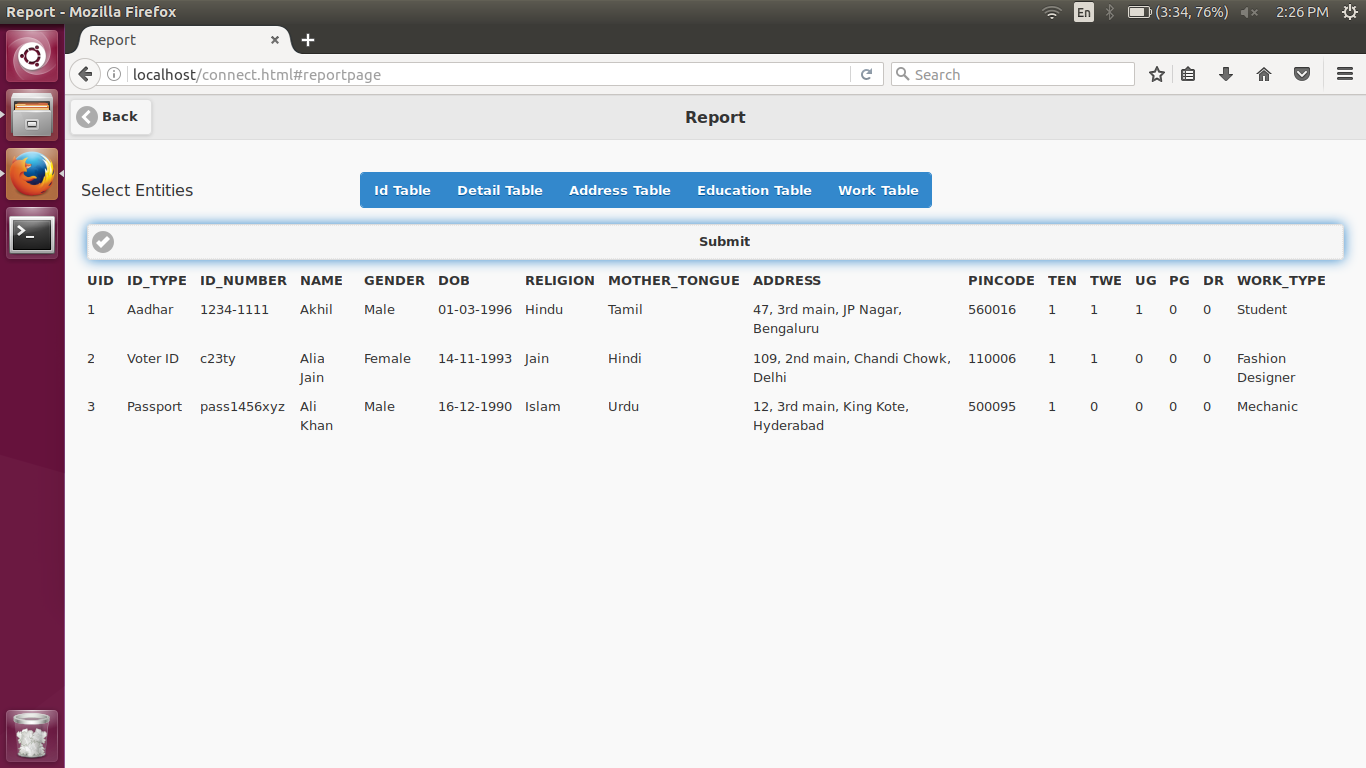 Report - Mozilla Firefox
En
(3:34, 76%)
2:26 PM
Report
localhost/connect.html#reportpage
Search
Back
Report
Select Entities
Id Table Detail Table Address Table Education Table Work Table
Submit
UID ID_TYPE ID_NUMBER NAME GENDER DOB RELIGION MOTHER_TONGUE ADDRESS PINCODE TEN TWE UG PG DR WORK_TYPE
1 Aadhar 1234-1111 Akhil Male 01-03-1996 Hindu Tamil 47, 3rd main, JP Nagar, 560016 1 1 1 0 0 Student
Bengaluru
2 Voter ID c23ty Alia Female 14-11-1993 Jain Hindi 109, 2nd main, Chandi Chowk, 110006 1 1 0 0 0 Fashion
Jain Delhi Designer
3 Passport pass1456xyz Ali Male 16-12-1990 Islam Urdu 12, 3rd main, King Kote, 500095 1 0 0 0 0 Mechanic
Khan Hyderabad